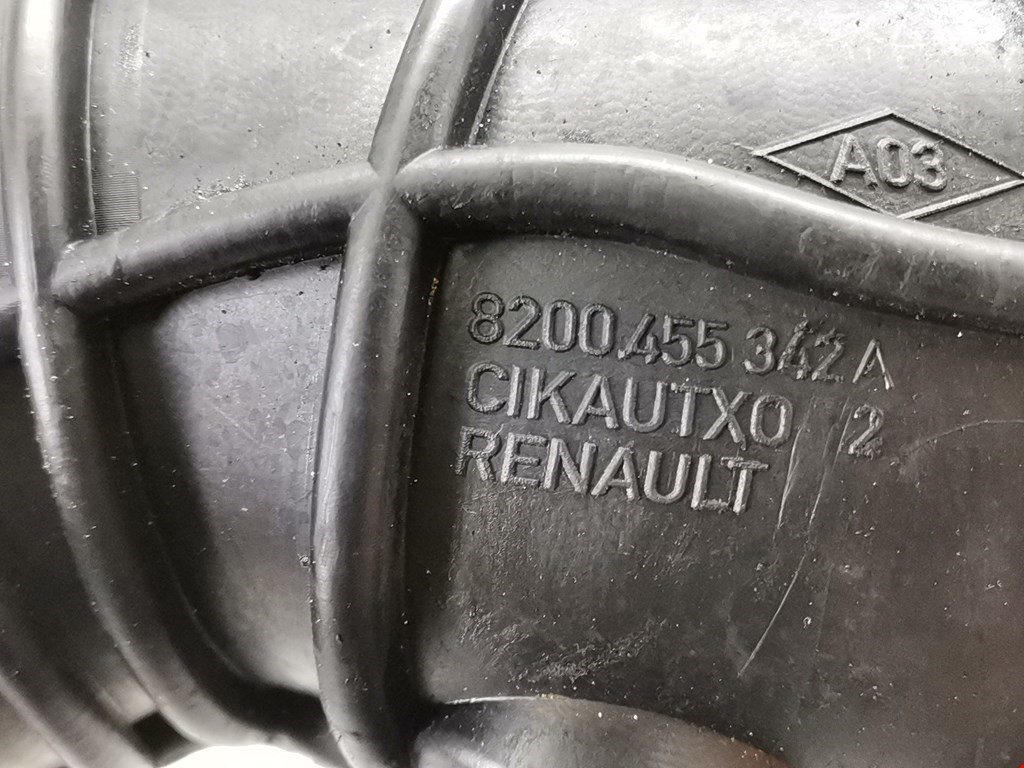 A03
8200.455 342 A
CIKAUTXO 2
RENAULT